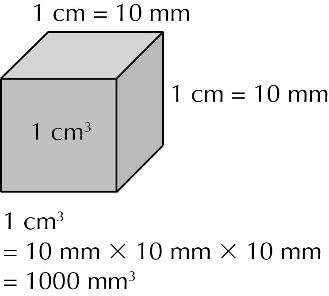 1 cm = 10 mm
1 cm = 10 mm
1 cm³
1 cm³
= 10 mm × 10 mm × 10 mm
= 1000 mm³